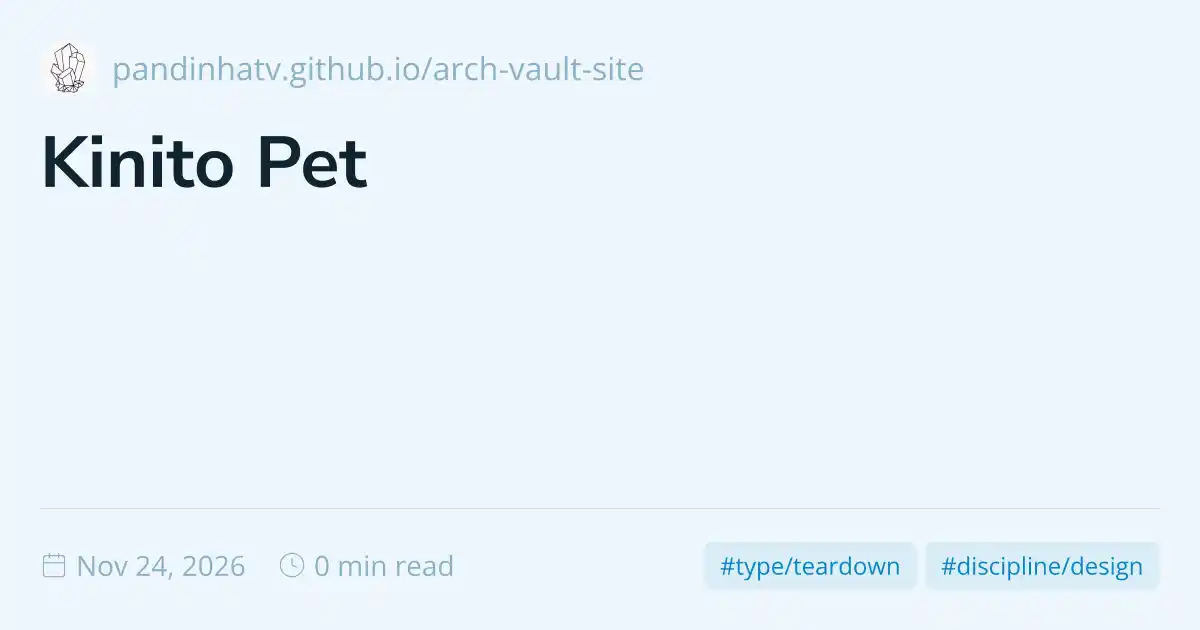 pandinhatv.github.io/arch-vault-site
Kinito Pet
Nov 24, 2026 0 min read #type/teardown #discipline/design